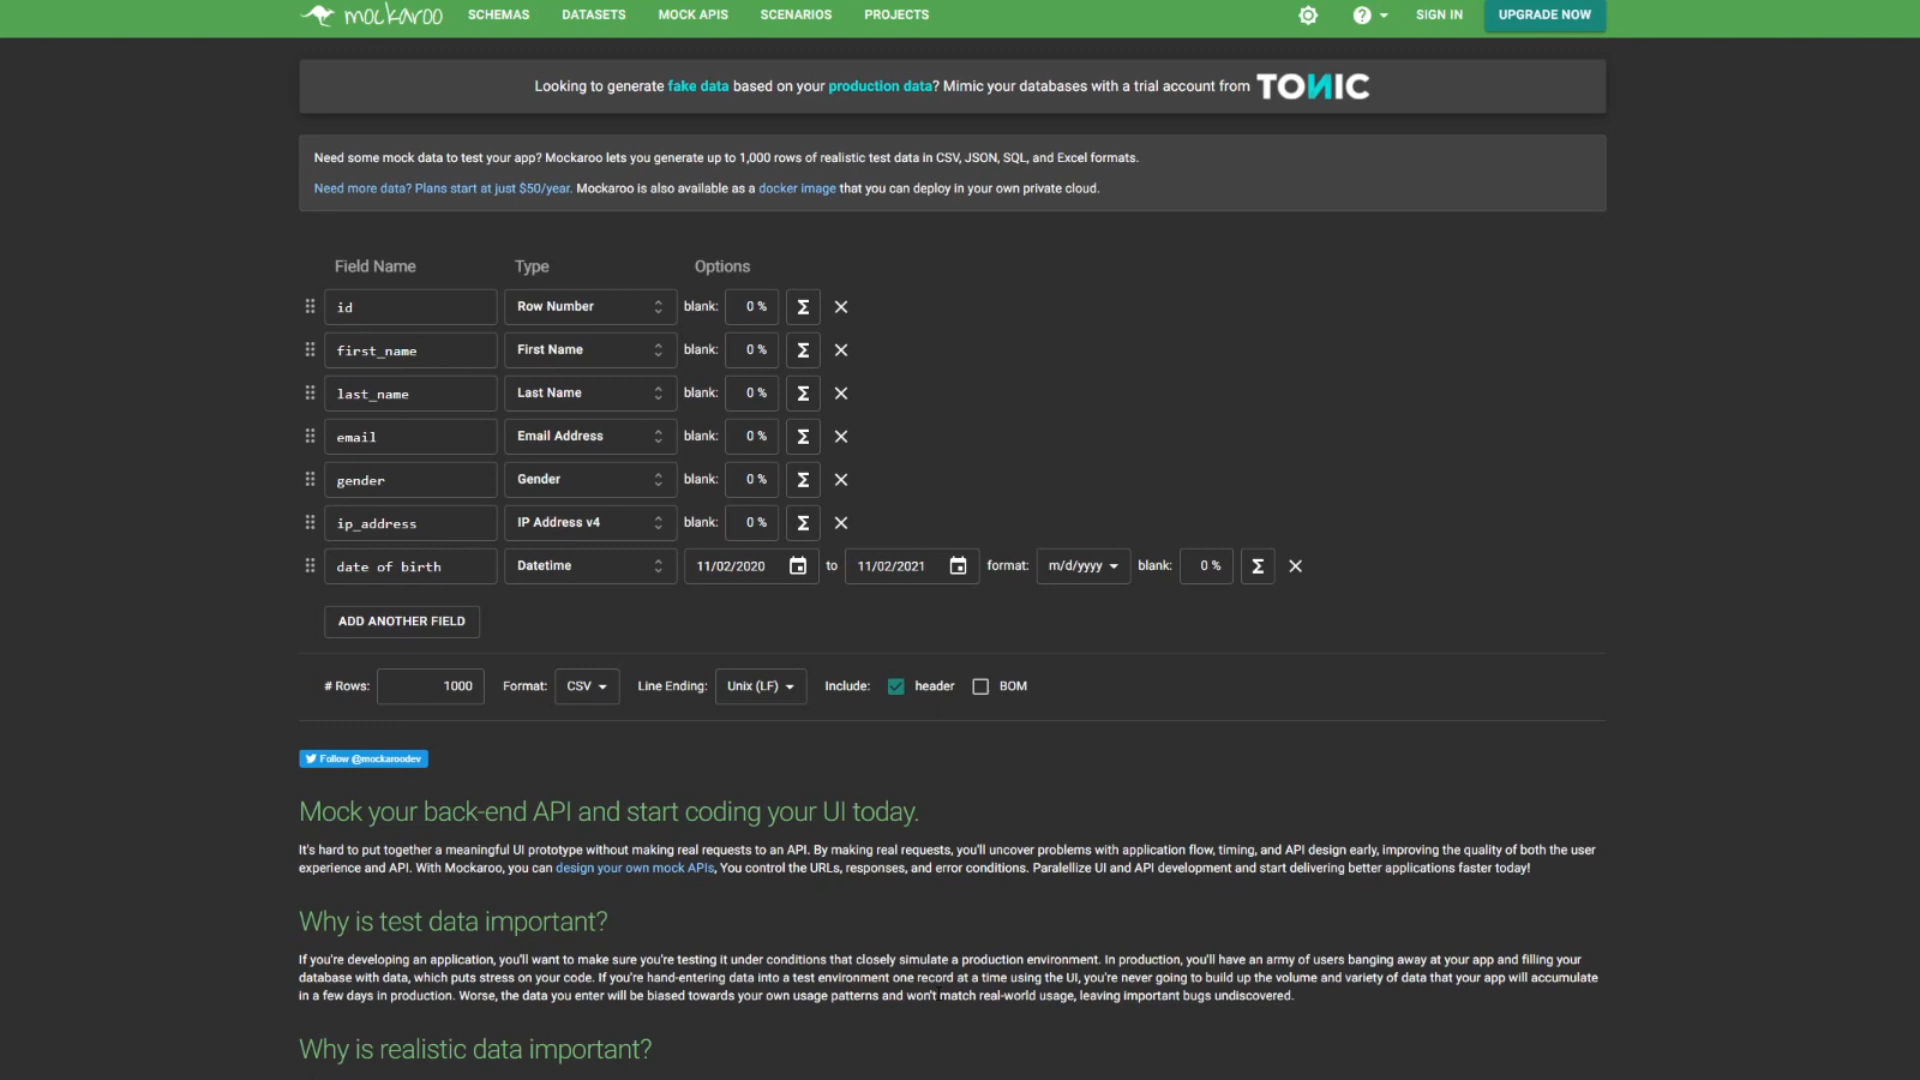 mockaroo SCHEMAS DATASETS MOCK APIS SCENARIOS PROJECTS SIGN IN UPGRADE NOW
Looking to generate fake data based on your production data? Mimic your databases with a trial account from TONIC
Need some mock data to test your app? Mockaroo lets you generate up to 1,000 rows of realistic test data in CSV, JSON, SQL, and Excel formats.
Need more data? Plans start at just $50/year. Mockaroo is also available as a docker image that you can deploy in your own private cloud.
Field Name Type Options
id Row Number blank: 0 % Σ
first_name First Name blank: 0 % Σ
last_name Last Name blank: 0 % Σ
email Email Address blank: 0 % Σ
gender Gender blank: 0 % Σ
ip_address IP Address v4 blank: 0 % Σ
date of birth Datetime 11/02/2020 to 11/02/2021 format: m/d/yyyy blank: 0 % Σ
ADD ANOTHER FIELD
# Rows: 1000 Format: CSV Line Ending: Unix (LF) Include: header BOM
Follow @mockaroodev
Mock your back-end API and start coding your UI today.
It's hard to put together a meaningful UI prototype without making real requests to an API. By making real requests, you'll uncover problems with application flow, timing, and API design early, improving the quality of both the user
experience and API. With Mockaroo, you can design your own mock APIs, You control the URLs, responses, and error conditions. Paralellize UI and API development and start delivering better applications faster today!
Why is test data important?
If you're developing an application, you'll want to make sure you're testing it under conditions that closely simulate a production environment. In production, you'll have an army of users banging away at your app and filling your
database with data, which puts stress on your code. If you're hand-entering data into a test environment one record at a time using the UI, you're never going to build up the volume and variety of data that your app will accumulate
in a few days in production. Worse, the data you enter will be biased towards your own usage patterns and won't match real-world usage, leaving important bugs undiscovered.
Why is realistic data important?